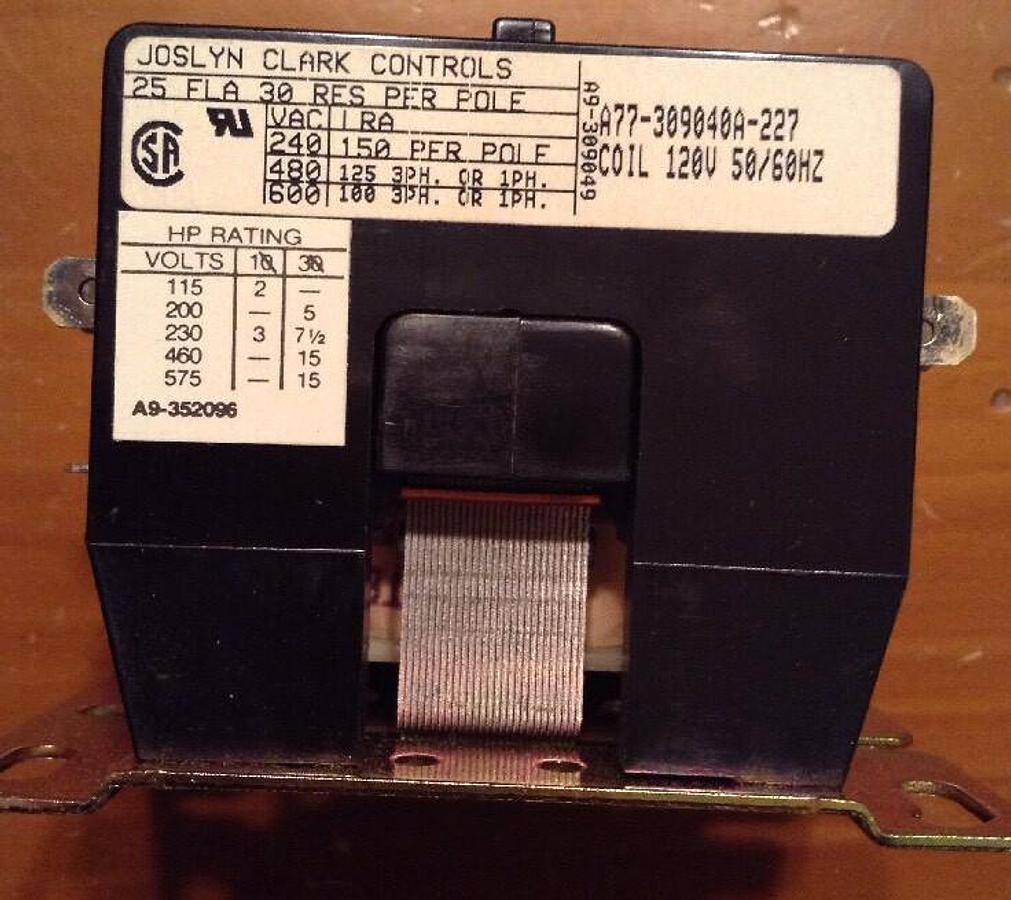 JOSLYN CLARK CONTROLS
25 FLA 30 RES PER POLE
VAC LRA
240 150 PER POLE
480 125 3PH. OR 1PH.
600 100 3PH. OR 1PH.
A9-309049
A77-309040A-227
COIL 120V 50/60HZ
HP RATING
VOLTS 1Ø 3Ø
115 2 —
200 — 5
230 3 7½
460 — 15
575 — 15
A9-352096